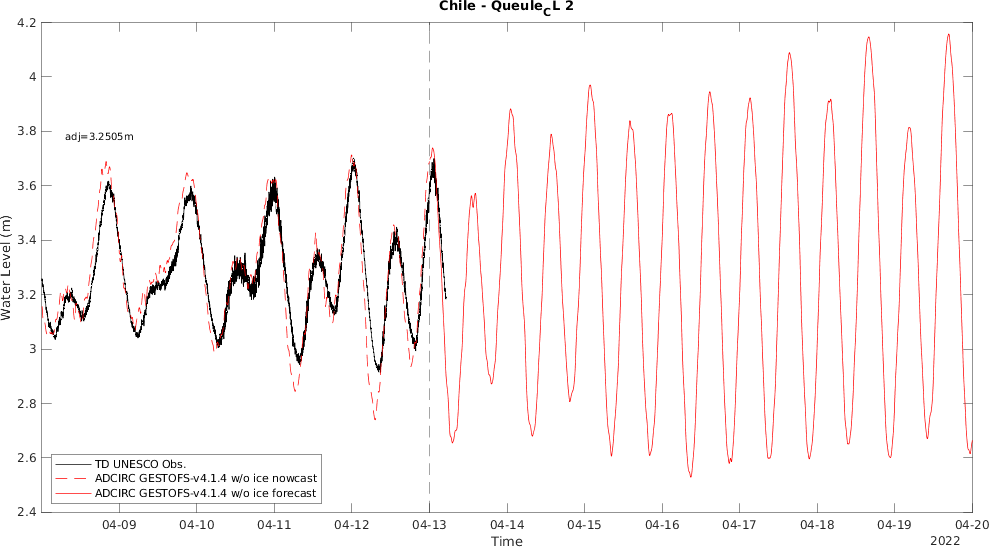 Chile - Queule_CL 2
4.2
4
3.8
3.6
3.4
3.2
3
2.8
2.6
2.4
Water Level (m)
adj=3.2505m
TD UNESCO Obs.
ADCIRC GESTOFS-v4.1.4 w/o ice nowcast
ADCIRC GESTOFS-v4.1.4 w/o ice forecast
04-09 04-10 04-11 04-12 04-13 04-14 04-15 04-16 04-17 04-18 04-19 04-20
Time
2022